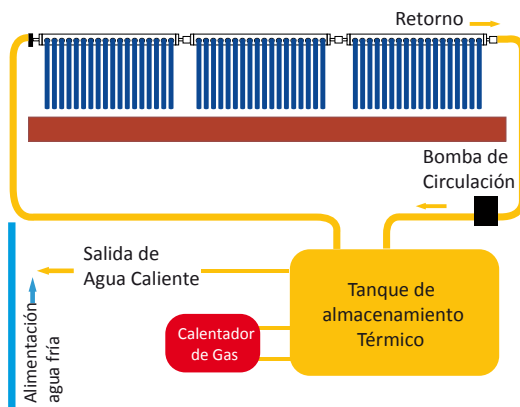 Retorno
Bomba de
Circulación
Salida de
Agua Caliente
Tanque de
almacenamiento
Térmico
Calentador
de Gas
Alimentación
agua fría